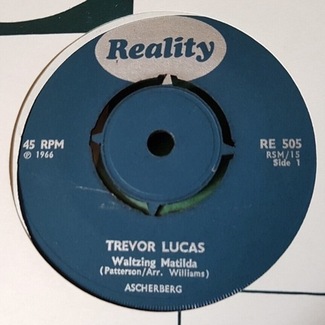 Reality
45 RPM
℗ 1966
RE 505
RSM/15
Side 1
TREVOR LUCAS
Waltzing Matilda
(Patterson/Arr. Williams)
ASCHERBERG